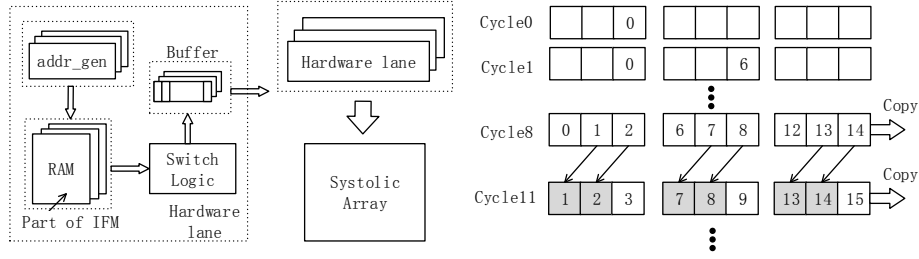 addr_gen
Buffer
RAM
Switch
Logic
Part of IFM
Hardware
lane
Hardware lane
Systolic
Array
Cycle0
0
Cycle1
0 6
Cycle8
0 1 2 6 7 8 12 13 14
Copy
Cycle11
1 2 3 7 8 9 13 14 15
Copy